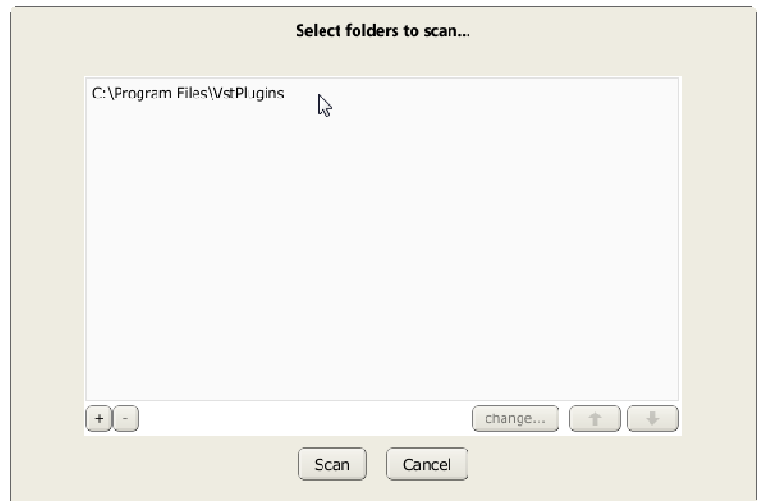 Select folders to scan...
C:\Program Files\VstPlugins
+ - change...
Scan Cancel